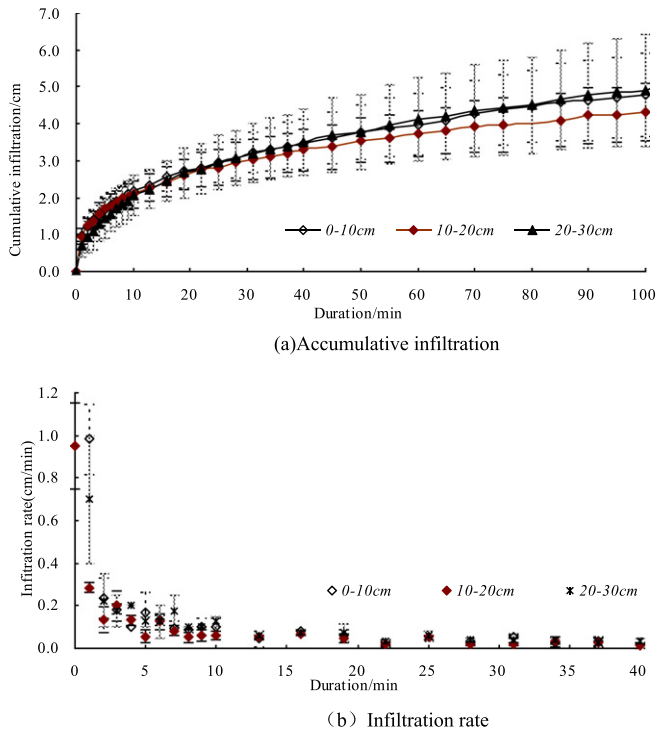 7.0
6.0
5.0
4.0
3.0
2.0
1.0
0.0
Cumulative infiltration/cm
0-10cm 10-20cm 20-30cm
0 10 20 30 40 50 60 70 80 90 100
Duration/min
(a)Accumulative infiltration
1.2
1.0
0.8
0.6
0.4
0.2
0.0
Infitration rate(cm/min)
0-10cm 10-20cm 20-30cm
0 5 10 15 20 25 30 35 40
Duration/min
（b）Infiltration rate